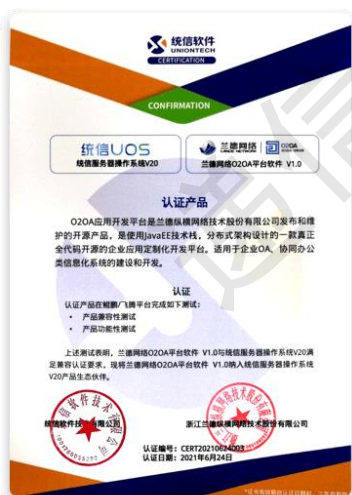 统信软件
UNIONTECH
CERTIFICATION
CONFIRMATION
统信UOS
统信服务器操作系统V20
兰德网络
LANDE NETWORK
O2OA
兰德网络O2OA平台软件 V1.0
认证产品
O2OA应用开发平台是兰德纵横网络技术股份有限公司发布和维
护的开源产品，是使用JavaEE技术栈，分布式架构设计的一款真正
全代码开源的企业应用定制化开发平台。适用于企业OA、协同办公
类信息化系统的建设和开发。
认证
认证产品在鲲鹏/飞腾平台完成如下测试：
• 产品兼容性测试
• 产品功能性测试
上述测试表明，兰德网络O2OA平台软件 V1.0与统信服务器操作系统V20满
足兼容认证要求，现将兰德网络O2OA平台软件 V1.0纳入统信服务器操作系统
V20产品生态伙伴。
统信软件技术有限公司
浙江兰德纵横网络技术股份有限公司
认证编号：CERT20210624003
认证日期：2021年6月24日